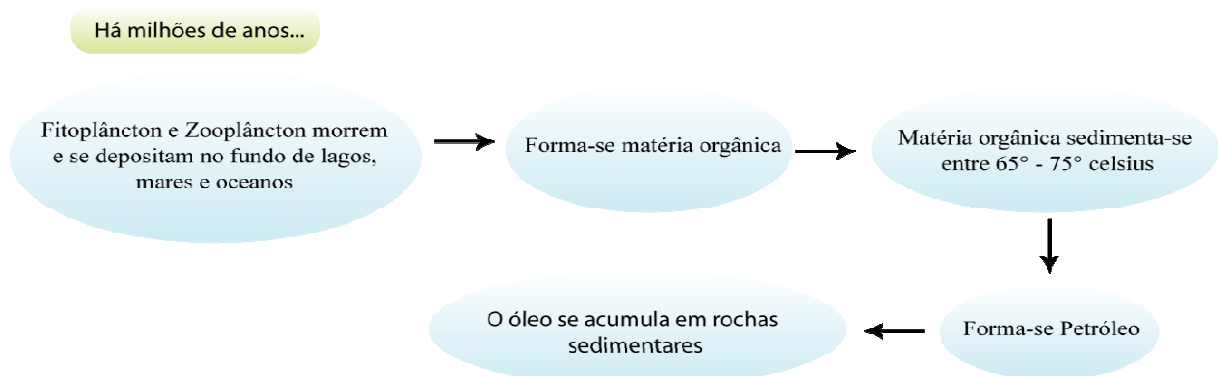 Há milhões de anos...
Fitoplâncton e Zooplâncton morrem
e se depositam no fundo de lagos,
mares e oceanos
Forma-se matéria orgânica
Matéria orgânica sedimenta-se
entre 65° - 75° celsius
Forma-se Petróleo
O óleo se acumula em rochas
sedimentares